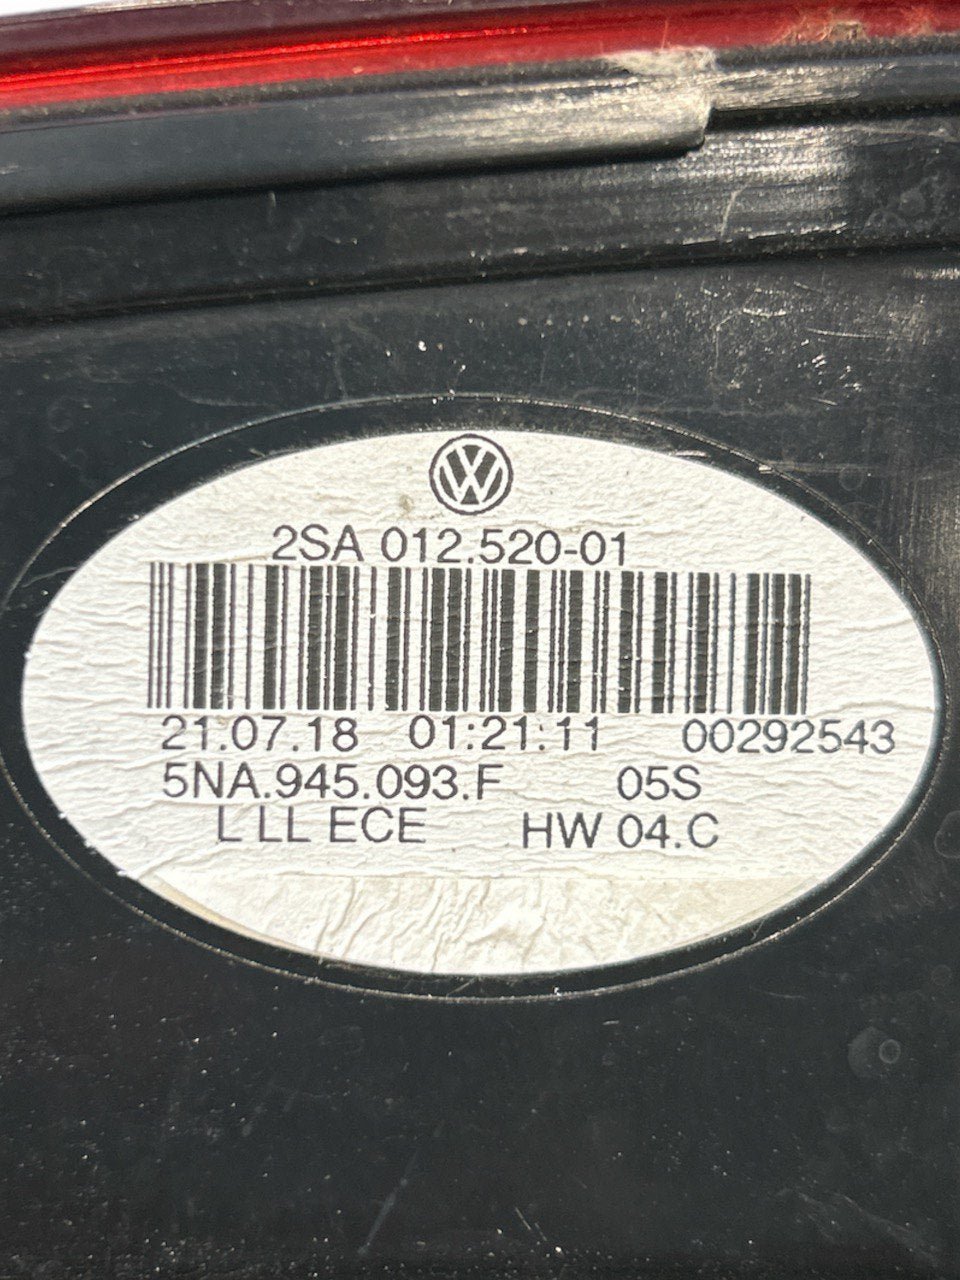 2SA 012.520-01
21.07.18 01:21:11 00292543
5NA.945.093.F 05S
L LL ECE HW 04.C